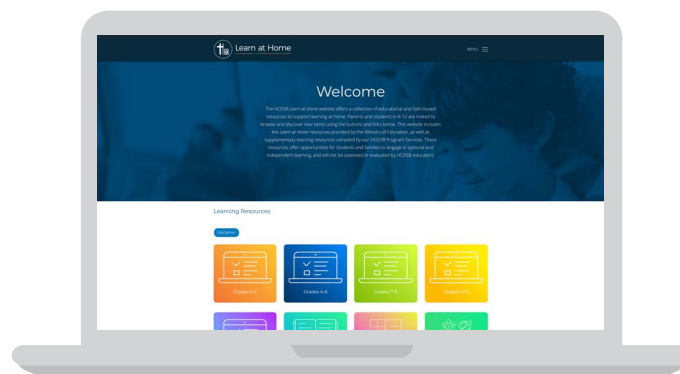 Learn at Home
MENU
Welcome
The HCDSB Learn at Home website offers a collection of educational and faith-based
resources to support learning at home. Parents and students in K-12 are invited to
browse and discover new items using the buttons and links below. This website includes
the Learn at Home resources provided by the Ministry of Education, as well as
supplementary learning resources compiled by our HCDSB Program Services. These
resources offer opportunities for students and families to engage in optional and
independent learning, and will not be assessed or evaluated by HCDSB educators.
Learning Resources
Disclaimer
Grades K-3
Grades 4-6
Grades 7-8